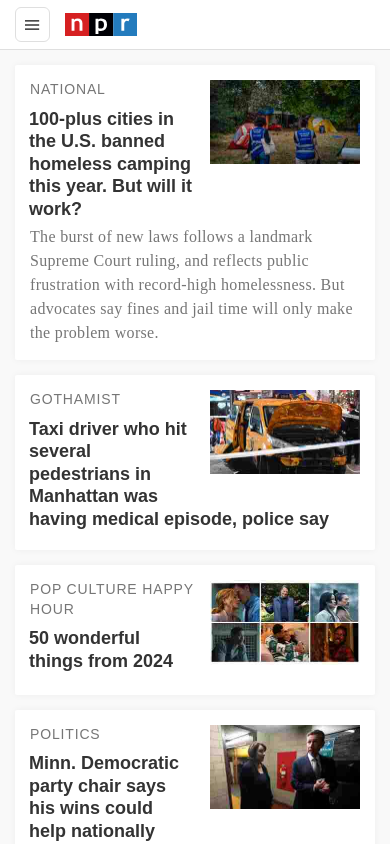 npr
NATIONAL
100-plus cities in
the U.S. banned
homeless camping
this year. But will it
work?
The burst of new laws follows a landmark
Supreme Court ruling, and reflects public
frustration with record-high homelessness. But
advocates say fines and jail time will only make
the problem worse.
GOTHAMIST
Taxi driver who hit
several
pedestrians in
Manhattan was
having medical episode, police say
POP CULTURE HAPPY
HOUR
50 wonderful
things from 2024
POLITICS
Minn. Democratic
party chair says
his wins could
help nationally